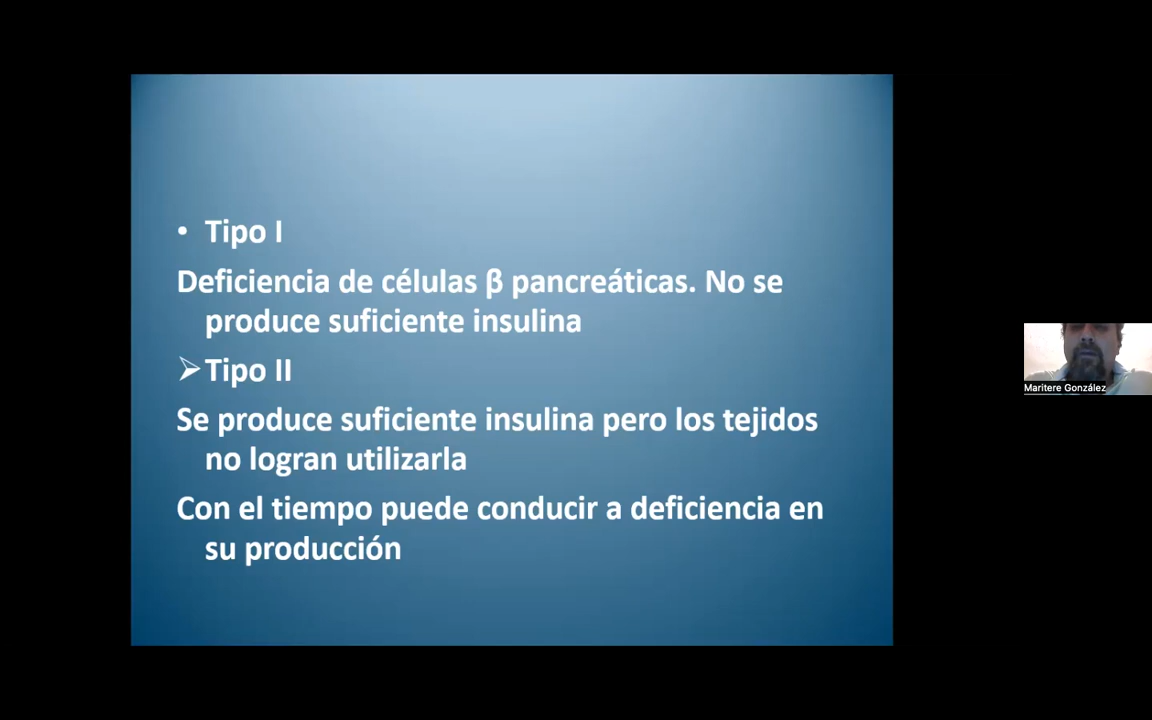 • Tipo I
Deficiencia de células β pancreáticas. No se
produce suficiente insulina
➢ Tipo II
Se produce suficiente insulina pero los tejidos
no logran utilizarla
Con el tiempo puede conducir a deficiencia en
su producción
Maritere González